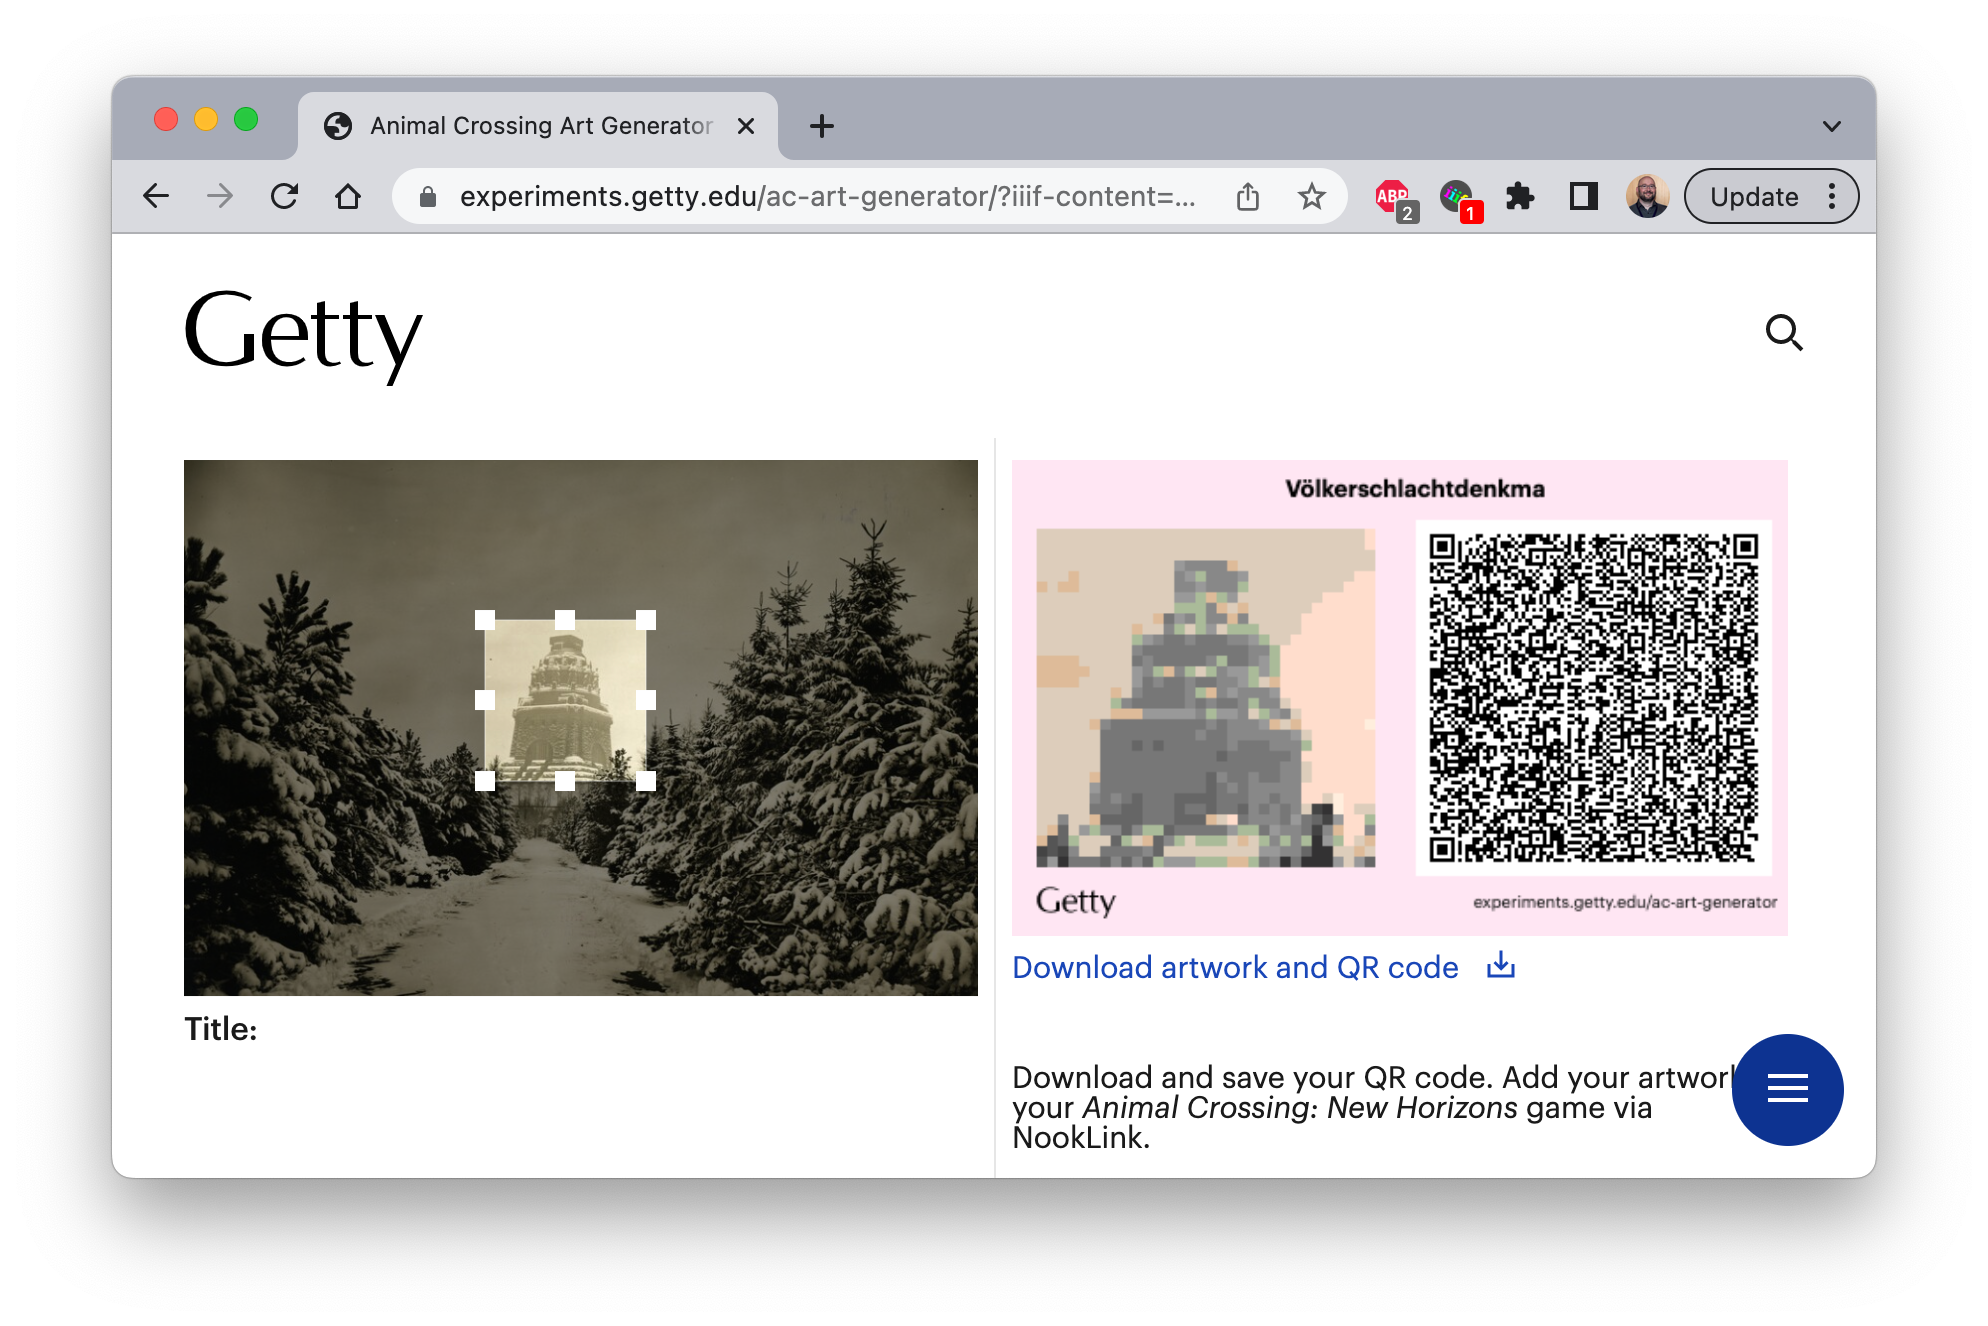 Animal Crossing Art Generator
experiments.getty.edu/ac-art-generator/?iiif-content=...
ABP
2
1
Update
Getty
Völkerschlachtdenkma
Getty
experiments.getty.edu/ac-art-generator
Download artwork and QR code
Title:
Download and save your QR code. Add your artwork
your Animal Crossing: New Horizons game via
NookLink.